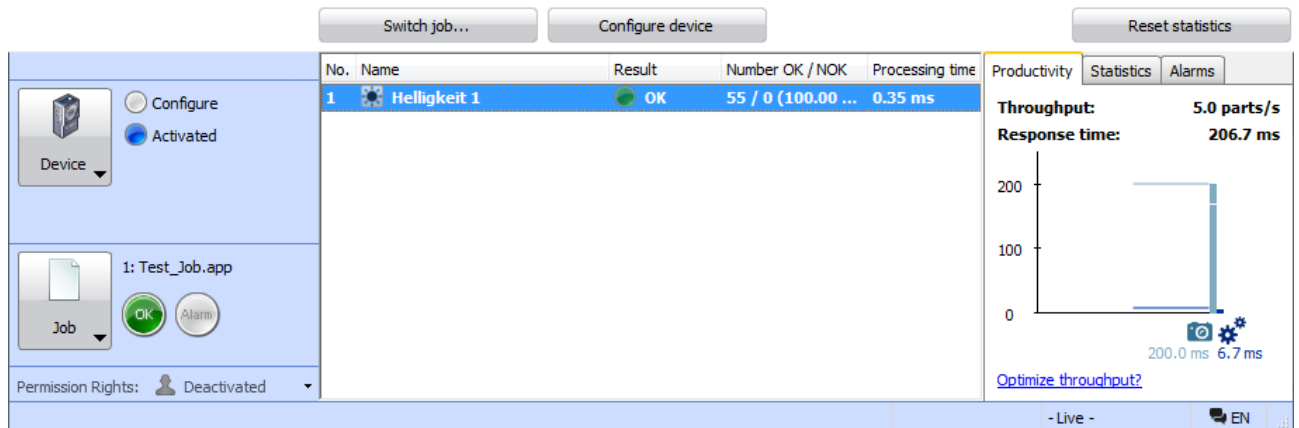 Switch job...
Configure device
Reset statistics
No. Name Result Number OK / NOK Processing time
Productivity Statistics Alarms
Device
Configure
Activated
1 Helligkeit 1 OK 55 / 0 (100.00 ... 0.35 ms
Throughput: 5.0 parts/s
Response time: 206.7 ms
200
100
0
200.0 ms 6.7 ms
Optimize throughput?
Job
1: Test_Job.app
OK
Alarm
Permission Rights: Deactivated
- Live -
EN